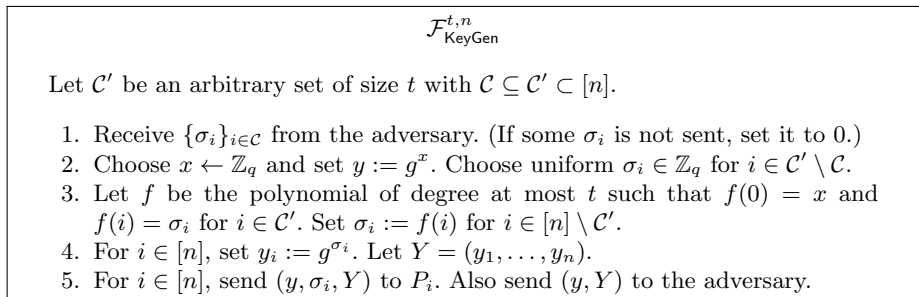 $\mathcal{F}_{\mathsf{KeyGen}}^{t,n}$
Let $\mathcal{C}'$ be an arbitrary set of size $t$ with $\mathcal{C} \subseteq \mathcal{C}' \subset [n]$.
1. Receive $\{\sigma_i\}_{i \in \mathcal{C}}$ from the adversary. (If some $\sigma_i$ is not sent, set it to 0.)
2. Choose $x \leftarrow \mathbb{Z}_q$ and set $y := g^x$. Choose uniform $\sigma_i \in \mathbb{Z}_q$ for $i \in \mathcal{C}' \setminus \mathcal{C}$.
3. Let $f$ be the polynomial of degree at most $t$ such that $f(0) = x$ and
$f(i) = \sigma_i$ for $i \in \mathcal{C}'$. Set $\sigma_i := f(i)$ for $i \in [n] \setminus \mathcal{C}'$.
4. For $i \in [n]$, set $y_i := g^{\sigma_i}$. Let $Y = (y_1, \ldots, y_n)$.
5. For $i \in [n]$, send $(y, \sigma_i, Y)$ to $P_i$. Also send $(y, Y)$ to the adversary.